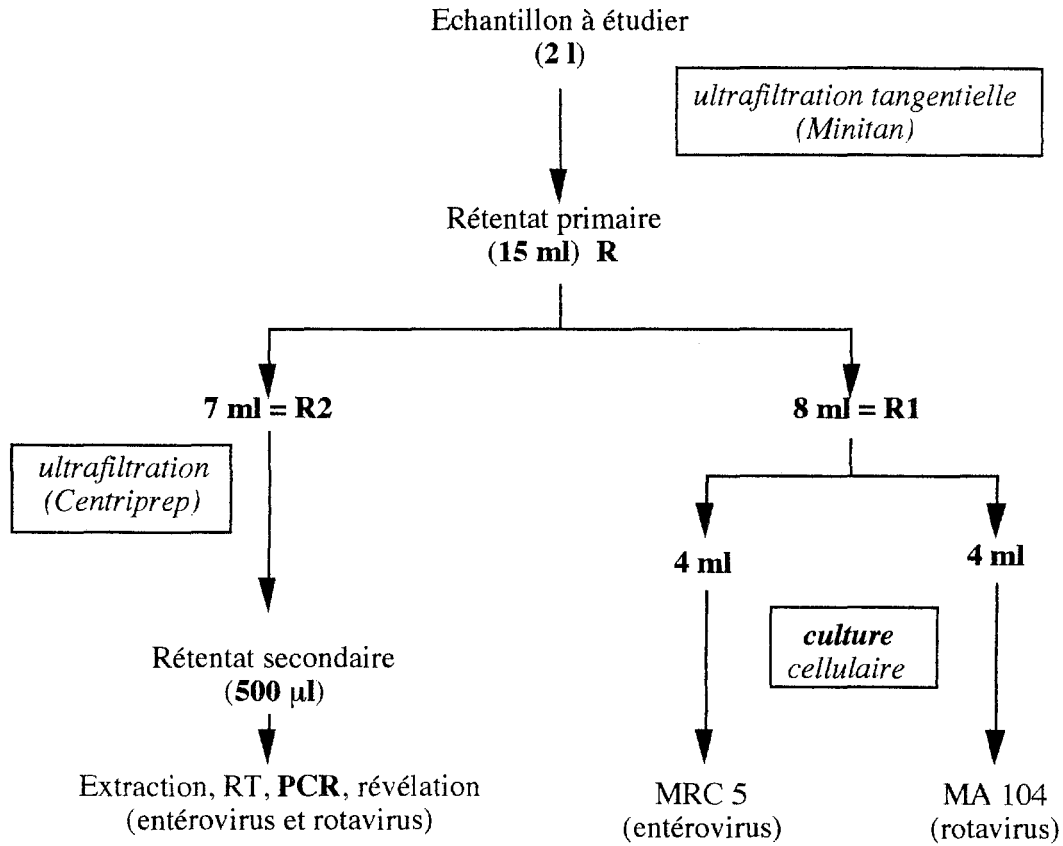 Echantillon à étudier
(2 l)
ultrafiltration tangentielle
(Minitan)
Rétentat primaire
(15 ml) R
7 ml = R2
8 ml = R1
ultrafiltration
(Centriprep)
4 ml
4 ml
culture
cellulaire
Rétentat secondaire
(500 µl)
Extraction, RT, PCR, révélation
(entérovirus et rotavirus)
MRC 5
(entérovirus)
MA 104
(rotavirus)